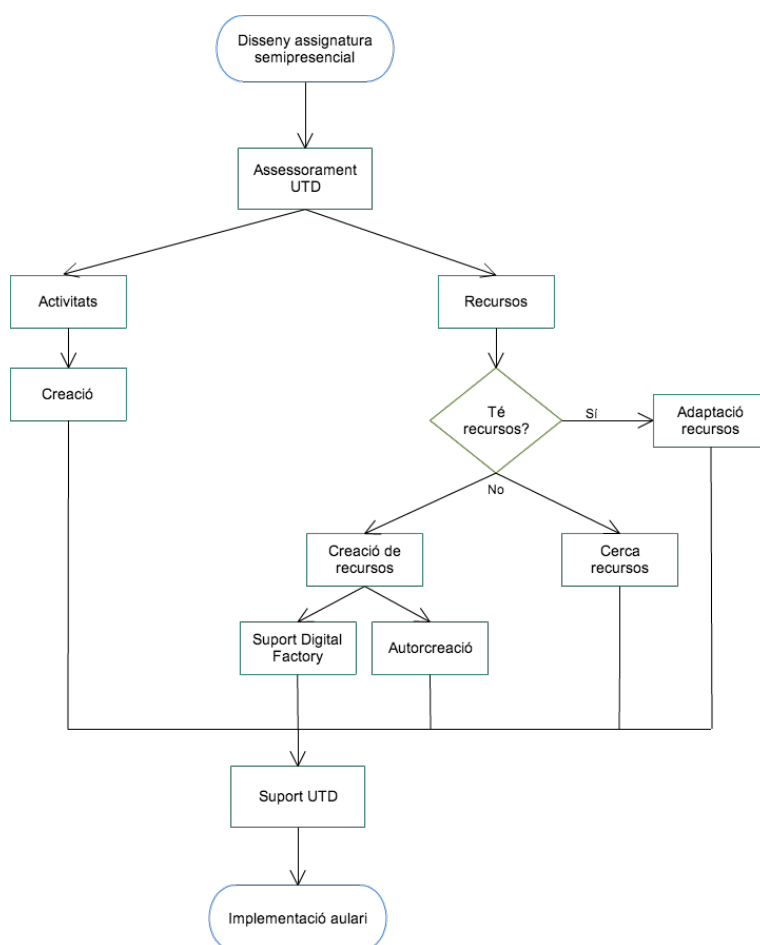 Disseny assignatura
semipresencial
Assessorament
UTD
Activitats
Recursos
Creació
Té
recursos?
Sí
Adaptació
recursos
No
Creació de
recursos
Cerca
recursos
Suport Digital
Factory
Autorcreació
Suport UTD
Implementació aulari